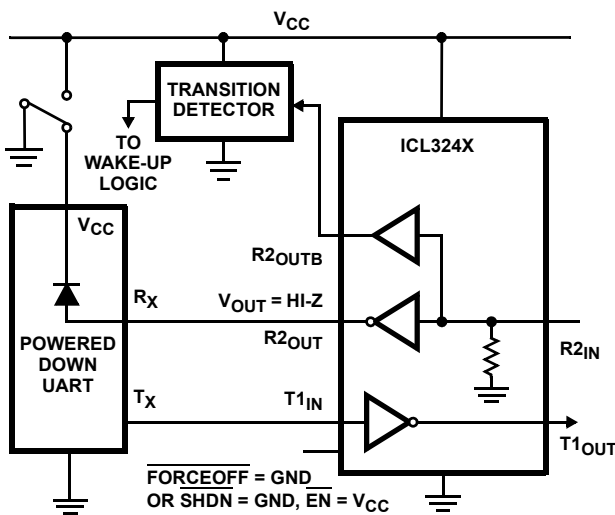 VCC
TRANSITION
DETECTOR
TO
WAKE-UP
LOGIC
ICL324X
VCC
R2OUTB
RX
VOUT = HI-Z
POWERED
DOWN
UART
R2OUT
R2IN
TX
T1IN
T1OUT
FORCEOFF = GND
OR SHDN = GND, EN = VCC